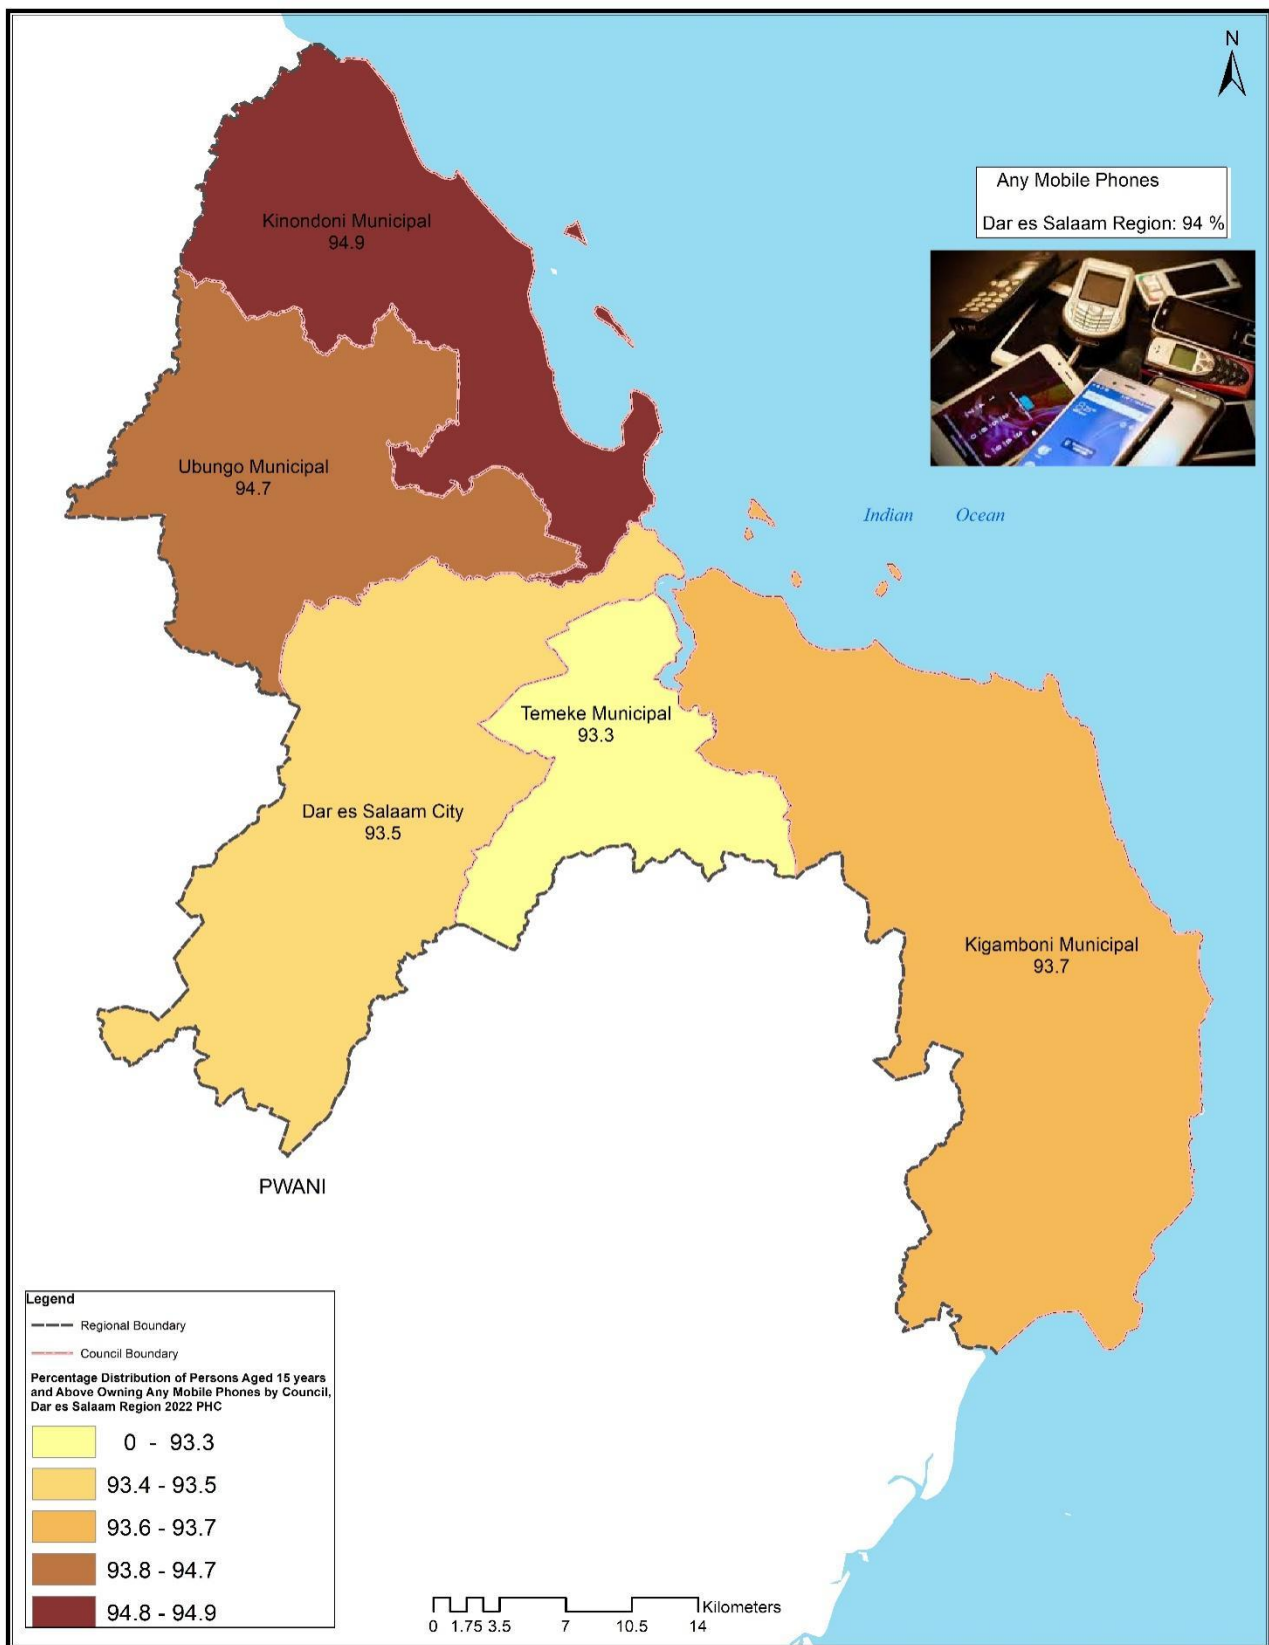 N
Any Mobile Phones
Dar es Salaam Region: 94 %
Kinondoni Municipal
94.9
Ubungo Municipal
94.7
Indian Ocean
Temeke Municipal
93.3
Dar es Salaam City
93.5
Kigamboni Municipal
93.7
PWANI
Legend
Regional Boundary
Council Boundary
Percentage Distribution of Persons Aged 15 years
and Above Owning Any Mobile Phones by Council,
Dar es Salaam Region 2022 PHC
0 - 93.3
93.4 - 93.5
93.6 - 93.7
93.8 - 94.7
94.8 - 94.9
Kilometers
0 1.75 3.5 7 10.5 14